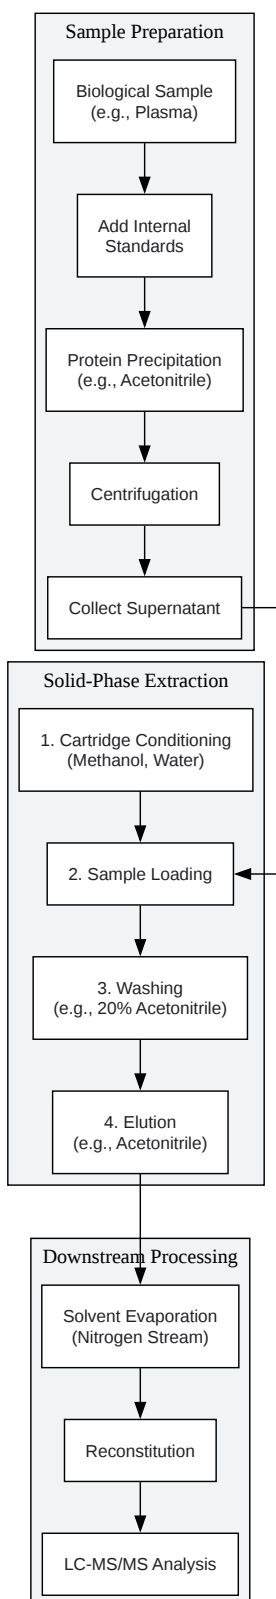 Sample Preparation
Biological Sample
(e.g., Plasma)
Add Internal
Standards
Protein Precipitation
(e.g., Acetonitrile)
Centrifugation
Collect Supernatant
Solid-Phase Extraction
1. Cartridge Conditioning
(Methanol, Water)
2. Sample Loading
3. Washing
(e.g., 20% Acetonitrile)
4. Elution
(e.g., Acetonitrile)
Downstream Processing
Solvent Evaporation
(Nitrogen Stream)
Reconstitution
LC-MS/MS Analysis